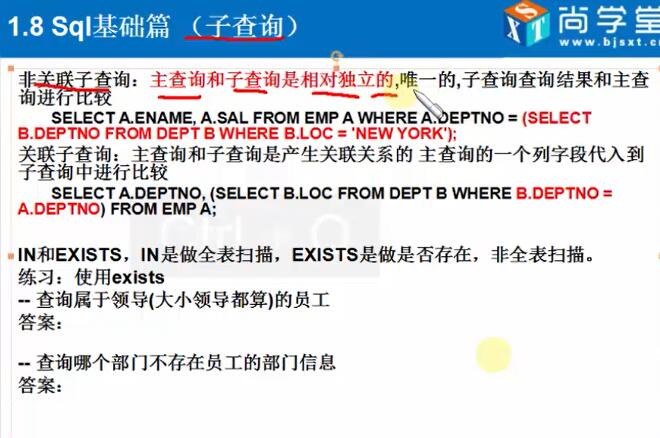 1.8 Sql基础篇 （子查询）
尚学堂
www.bjsxt.com
非关联子查询：主查询和子查询是相对独立的,唯一的,子查询查询结果和主查
询进行比较
SELECT A.ENAME, A.SAL FROM EMP A WHERE A.DEPTNO = (SELECT
B.DEPTNO FROM DEPT B WHERE B.LOC = 'NEW YORK');
关联子查询：主查询和子查询是产生关联关系的 主查询的一个列字段代入到
子查询中进行比较
SELECT A.DEPTNO, (SELECT B.LOC FROM DEPT B WHERE B.DEPTNO =
A.DEPTNO) FROM EMP A;
Ctrl + Q
IN和EXISTS，IN是做全表扫描，EXISTS是做是否存在，非全表扫描。
练习：使用exists
-- 查询属于领导(大小领导都算)的员工
答案：
-- 查询哪个部门不存在员工的部门信息
答案：